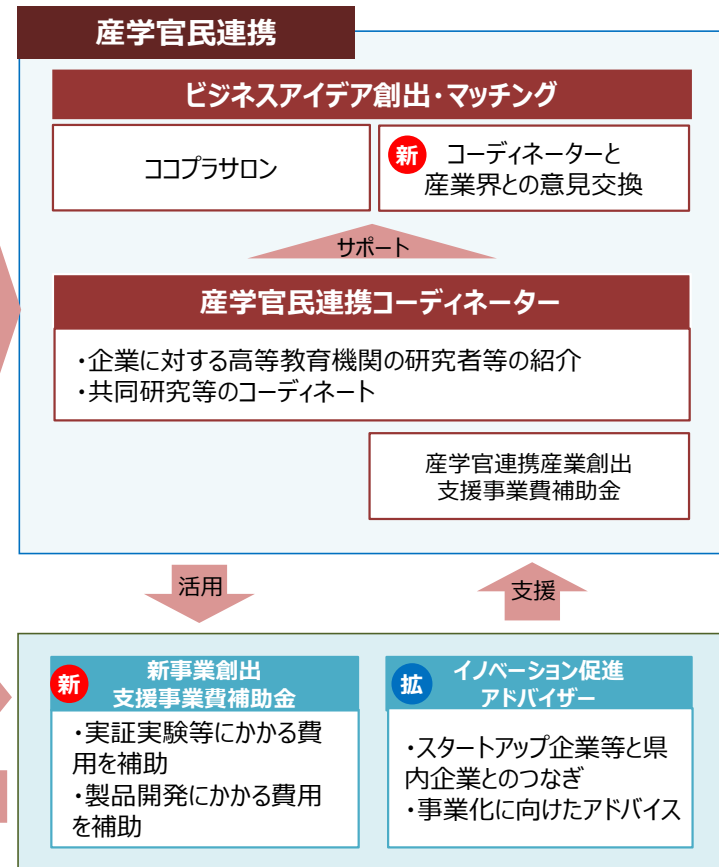 産学官民連携
ビジネスアイデア創出・マッチング
ココプラサロン
新
コーディネーターと
産業界との意見交換
サポート
産学官民連携コーディネーター
・企業に対する高等教育機関の研究者等の紹介
・共同研究等のコーディネート
産学官連携産業創出
支援事業費補助金
活用
支援
新
新事業創出
支援事業費補助金
・実証実験等にかかる費
用を補助
・製品開発にかかる費用
を補助
拡
イノベーション促進
アドバイザー
・スタートアップ企業等と県
内企業とのつなぎ
・事業化に向けたアドバイス